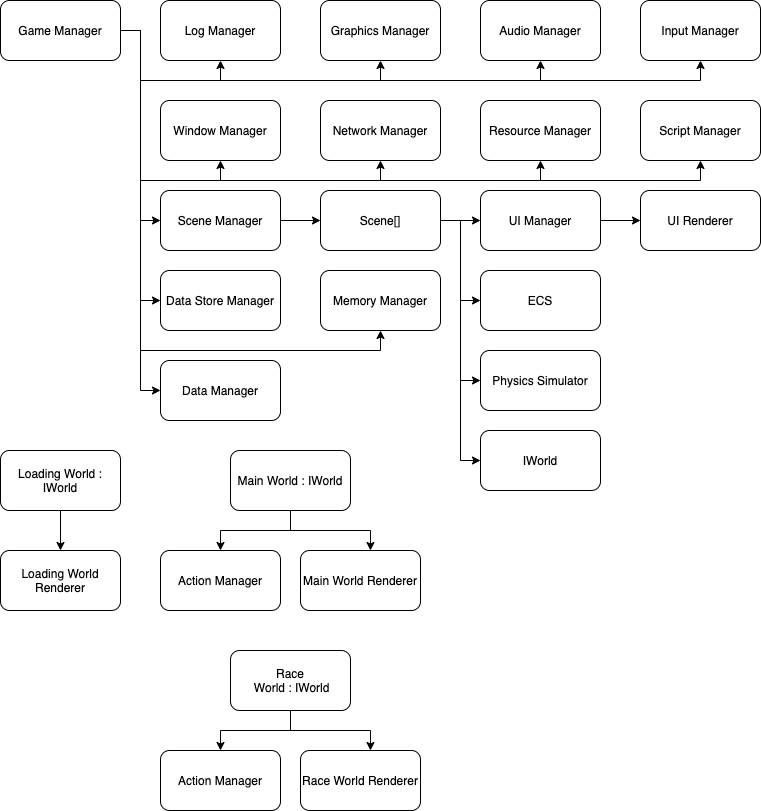 Game Manager
Log Manager
Graphics Manager
Audio Manager
Input Manager
Window Manager
Network Manager
Resource Manager
Script Manager
Scene Manager
Scene[]
UI Manager
UI Renderer
Data Store Manager
Memory Manager
ECS
Data Manager
Physics Simulator
IWorld
Loading World :
IWorld
Main World : IWorld
Loading World
Renderer
Action Manager
Main World Renderer
Race
World : IWorld
Action Manager
Race World Renderer